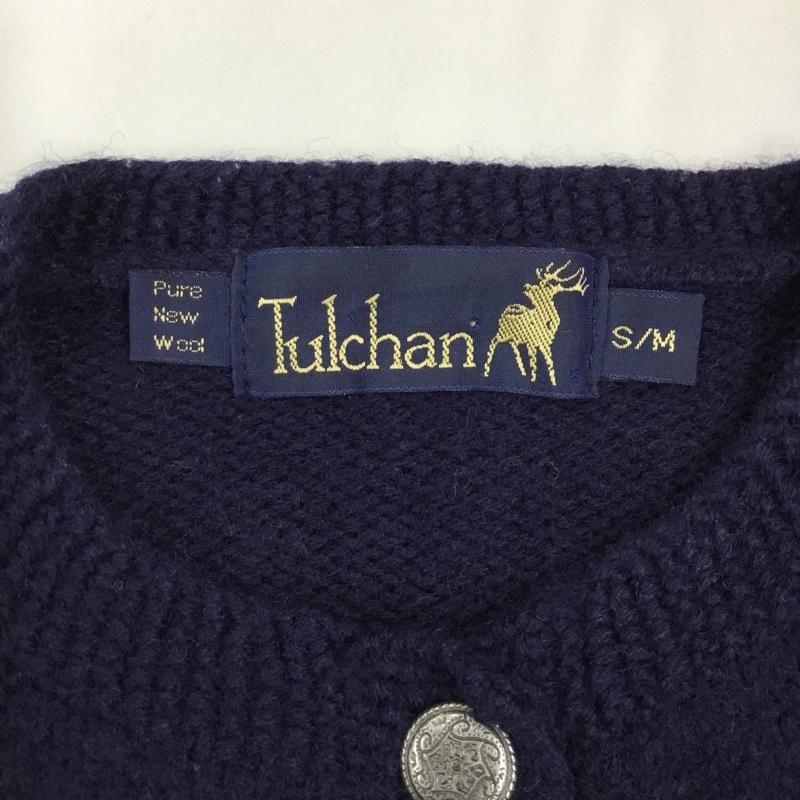 Pure
New
Wool
Tulchan
S/M